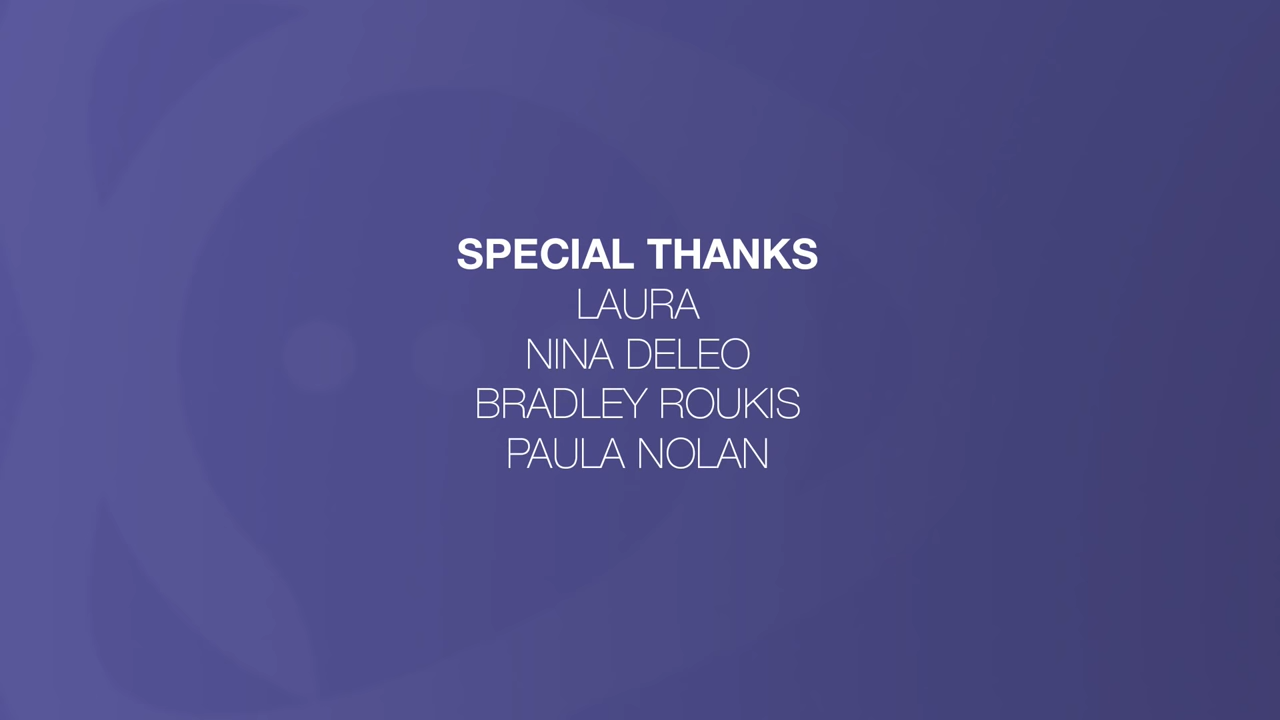 SPECIAL THANKS
LAURA
NINA DELEO
BRADLEY ROUKIS
PAULA NOLAN